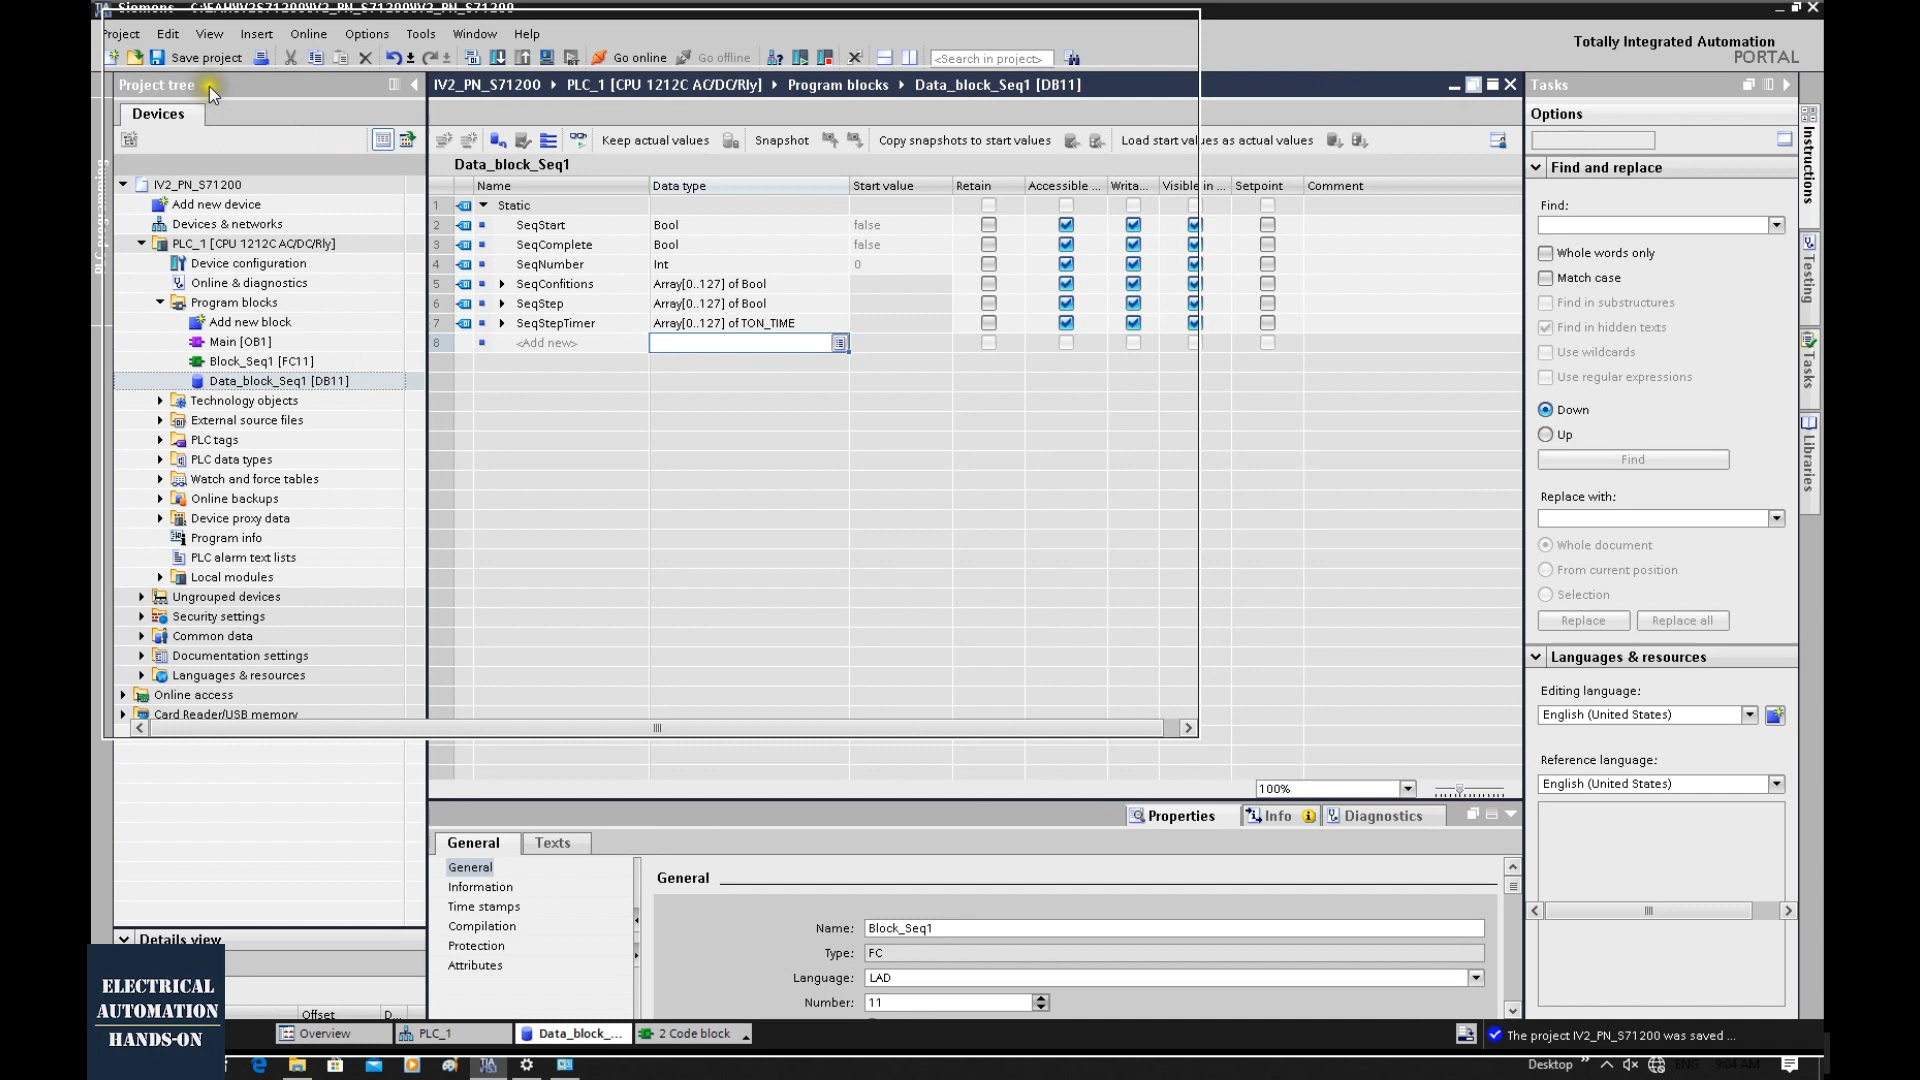 Siemens - C:\EAH\IV2S71200\IV2_PN_S71200\IV2_PN_S71200
Project Edit View Insert Online Options Tools Window Help
Totally Integrated Automation
PORTAL
Save project Go online Go offline <Search in project>
Project tree
IV2_PN_S71200 PLC_1 [CPU 1212C AC/DC/Rly] Program blocks Data_block_Seq1 [DB11]
Tasks
Devices
Options
Keep actual values Snapshot Copy snapshots to start values Load start values as actual values
Data_block_Seq1
Name Data type Start value Retain Accessible ... Writa... Visible in ... Setpoint Comment
1 Static
2 SeqStart Bool false
3 SeqComplete Bool false
4 SeqNumber Int 0
5 SeqConfitions Array[0..127] of Bool
6 SeqStep Array[0..127] of Bool
7 SeqStepTimer Array[0..127] of TON_TIME
8 <Add new>
IV2_PN_S71200
Add new device
Devices & networks
PLC_1 [CPU 1212C AC/DC/Rly]
Device configuration
Online & diagnostics
Program blocks
Add new block
Main [OB1]
Block_Seq1 [FC11]
Data_block_Seq1 [DB11]
Technology objects
External source files
PLC tags
PLC data types
Watch and force tables
Online backups
Device proxy data
Program info
PLC alarm text lists
Local modules
Ungrouped devices
Security settings
Common data
Documentation settings
Languages & resources
Online access
Card Reader/USB memory
Details view
Offset D...
PLC programming
Find and replace
Find:
Whole words only
Match case
Find in substructures
Find in hidden texts
Use wildcards
Use regular expressions
Down
Up
Find
Replace with:
Whole document
From current position
Selection
Replace Replace all
Languages & resources
Editing language:
English (United States)
Reference language:
English (United States)
Instructions
Testing
Tasks
Libraries
100%
Properties Info Diagnostics
General Texts
General
Information
Time stamps
Compilation
Protection
Attributes
General
Name: Block_Seq1
Type: FC
Language: LAD
Number: 11
ELECTRICAL
AUTOMATION
HANDS-ON
Overview PLC_1 Data_block_... 2 Code block
The project IV2_PN_S71200 was saved ...
Desktop ENG 9:04 AM